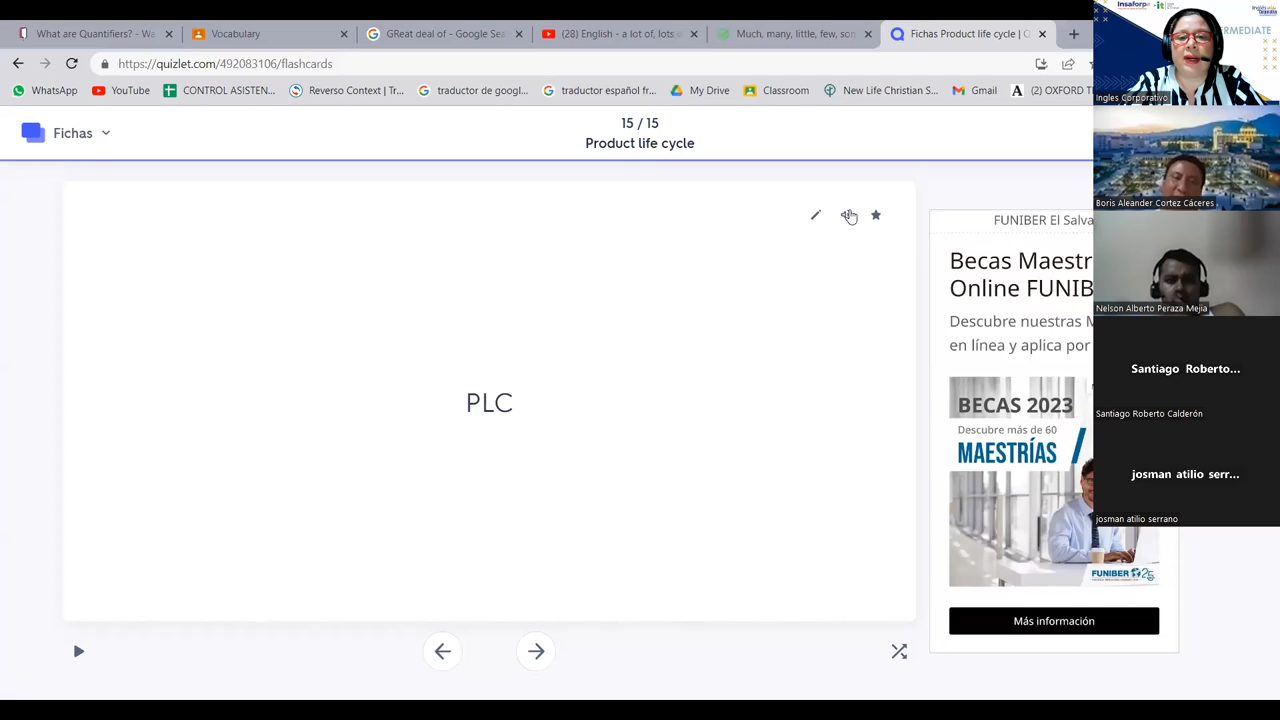 What are Quantifiers? - Wa
Vocabulary
GReat deal of - Google Sea
(58) English - a lot of, lots o
Much, many, little, few, som
Fichas Product life cycle | Q
https://quizlet.com/492083106/flashcards
WhatsApp
YouTube
CONTROL ASISTEN...
Reverso Context | Tr...
traductor de googl...
traductor español fr...
My Drive
Classroom
New Life Christian S...
Gmail
(2) OXFORD T
Fichas
15 / 15
Product life cycle
PLC
FUNIBER El Salva
Becas Maestr
Online FUNIB
Descubre nuestras M
en línea y aplica por
BECAS 2023
Descubre más de 60
MAESTRÍAS
FUNIBER 25
Más información
Insaforp
ERMEDIATE
Ingles Corporativo
Boris Aleander Cortez Cáceres
Nelson Alberto Peraza Mejia
Santiago Roberto...
Santiago Roberto Calderón
josman atilio serr...
josman atilio serrano